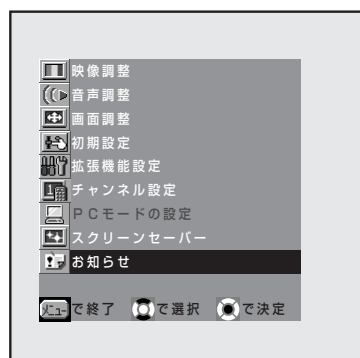 映像調整
音声調整
画面調整
初期設定
拡張機能設定
チャンネル設定
PCモードの設定
スクリーンセーバー
お知らせ
メニューで終了 で選択 で決定